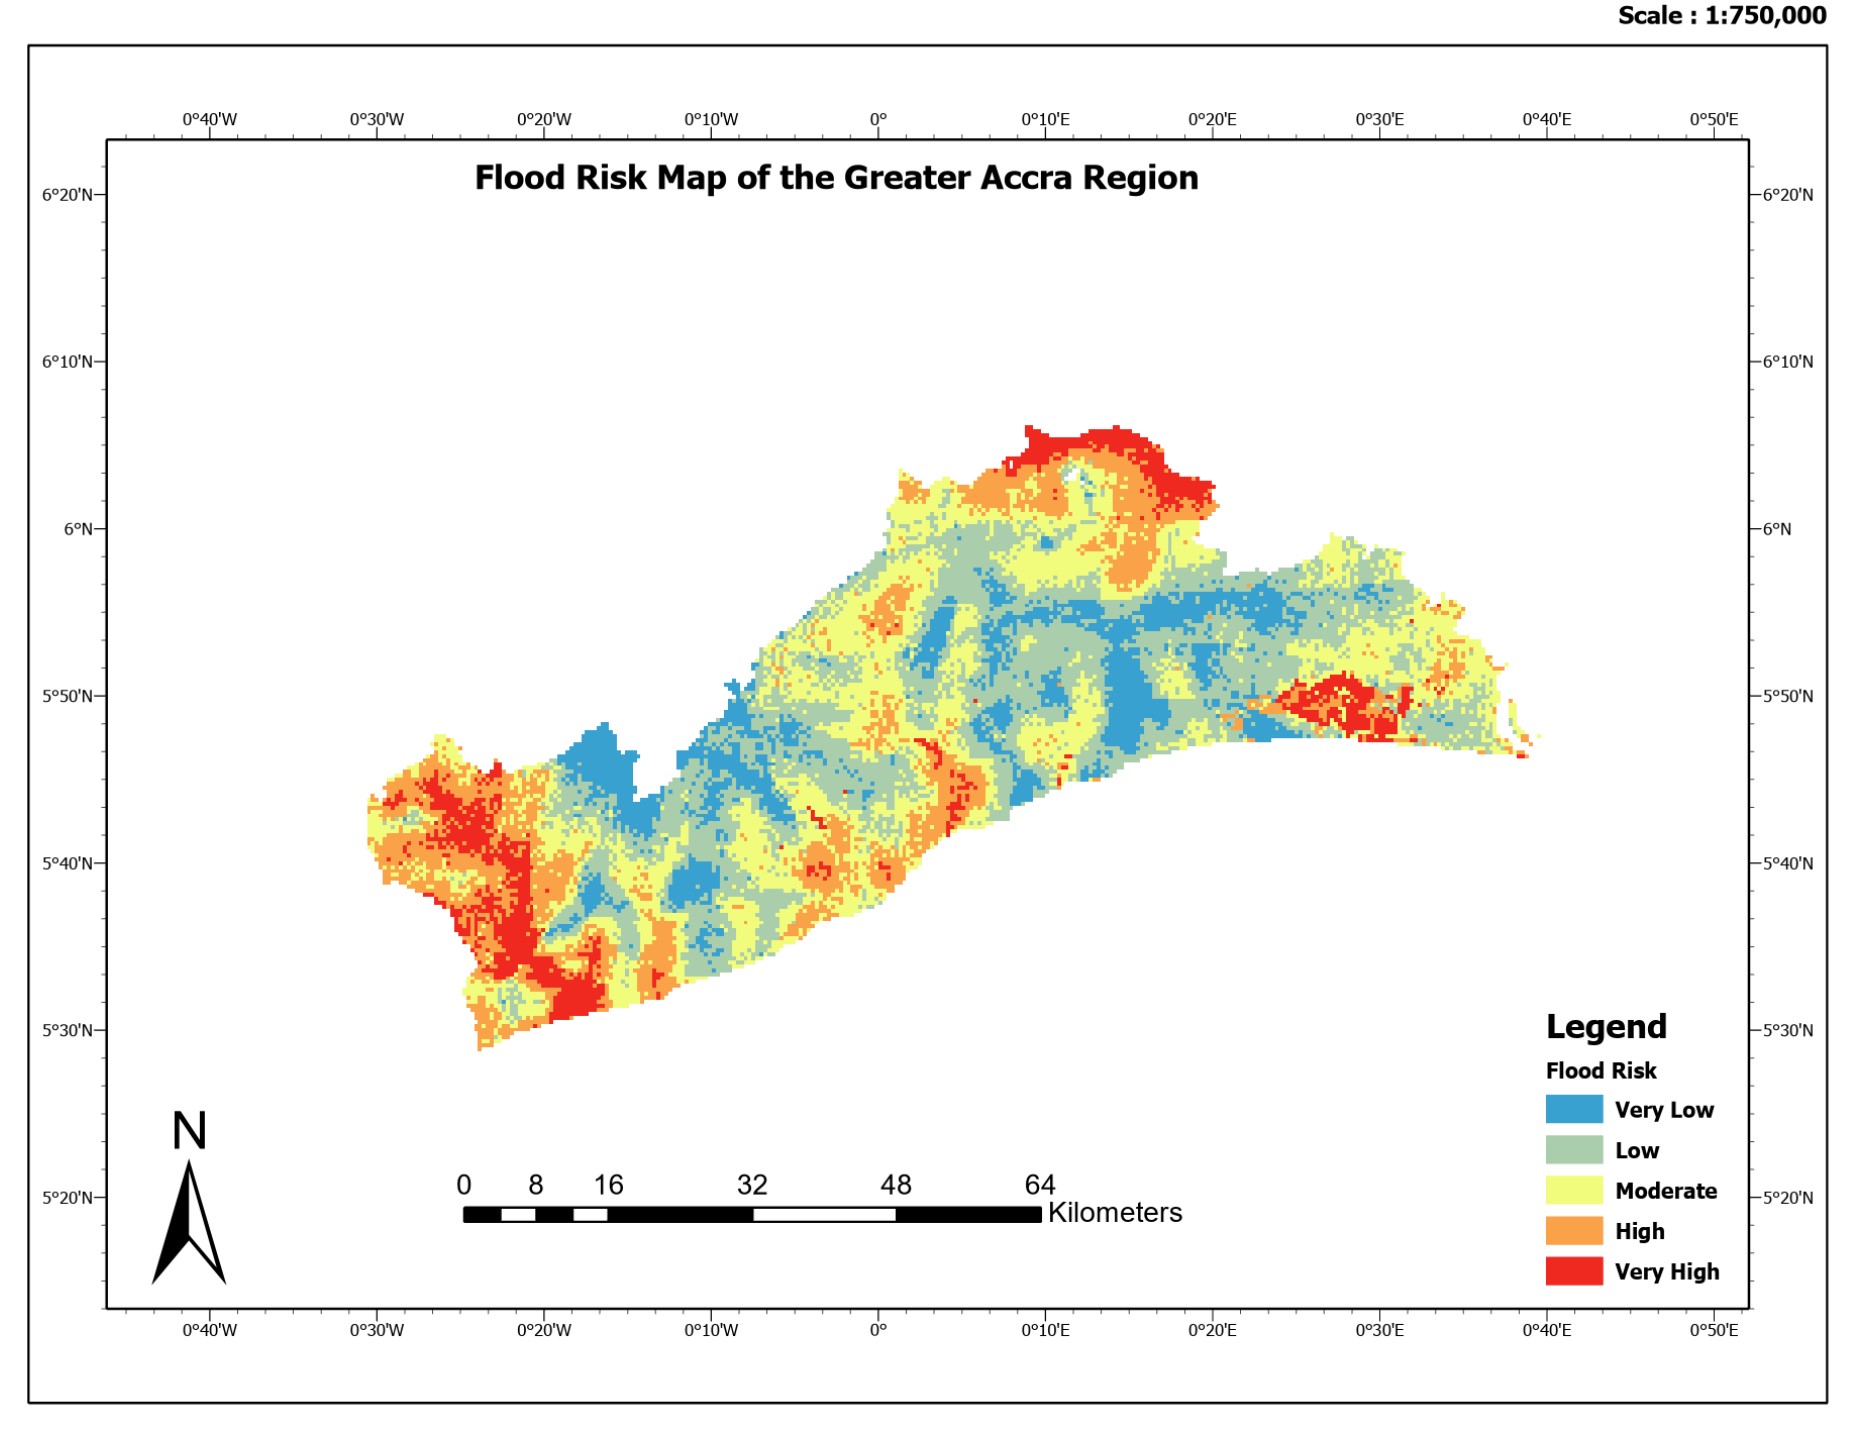 Scale : 1:750,000
0°40'W 0°30'W 0°20'W 0°10'W 0° 0°10'E 0°20'E 0°30'E 0°40'E 0°50'E
Flood Risk Map of the Greater Accra Region
6°20'N 6°20'N
6°10'N 6°10'N
6°N 6°N
5°50'N 5°50'N
5°40'N 5°40'N
5°30'N 5°30'N
5°20'N 5°20'N
Legend
Flood Risk
Very Low
Low
Moderate
High
Very High
N
0 8 16 32 48 64
Kilometers
0°40'W 0°30'W 0°20'W 0°10'W 0° 0°10'E 0°20'E 0°30'E 0°40'E 0°50'E